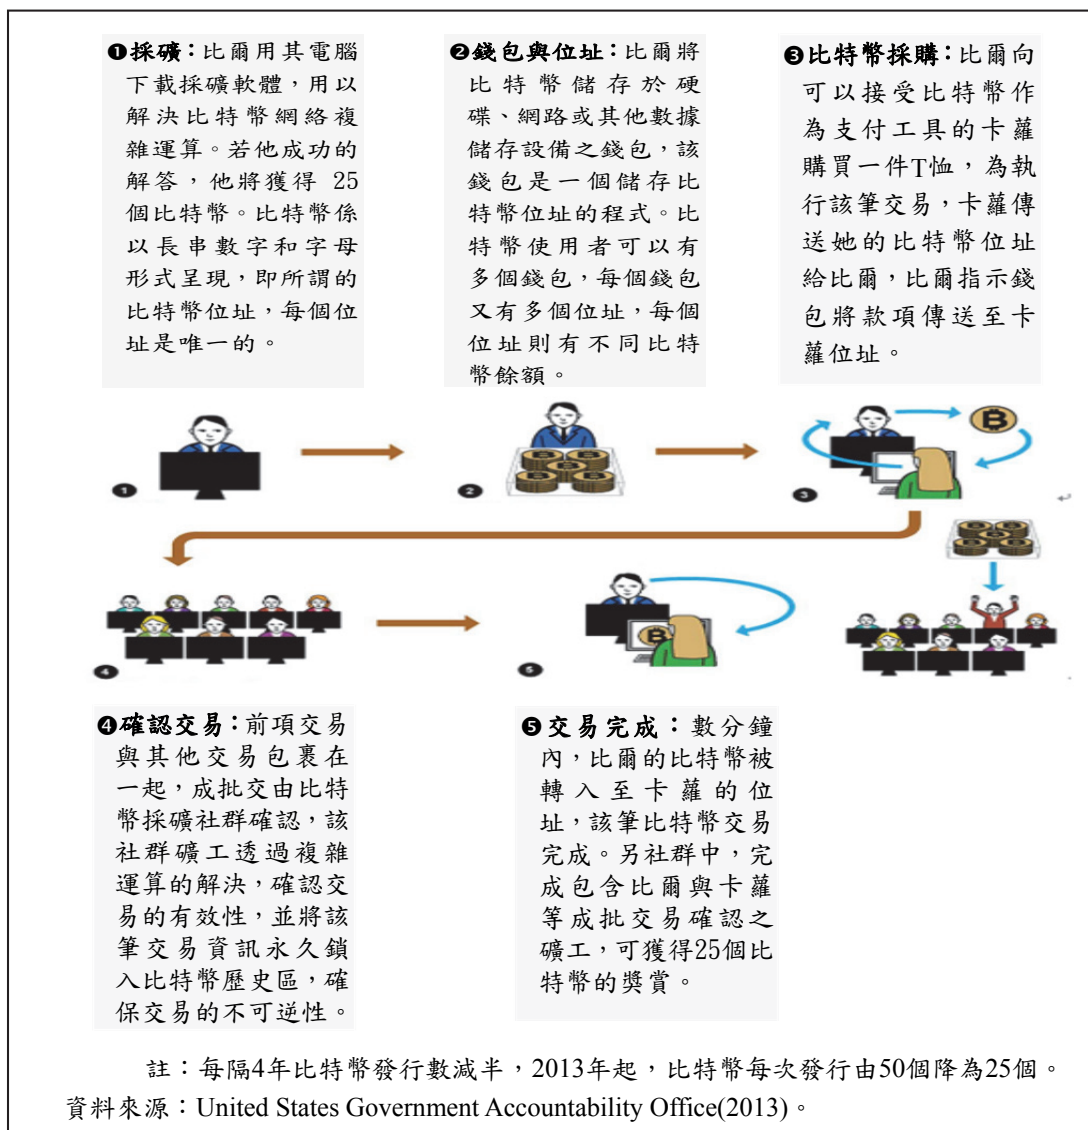 ❶採礦：比爾用其電腦
下載採礦軟體，用以
解決比特幣網絡複
雜運算。若他成功的
解答，他將獲得 25
個比特幣。比特幣係
以長串數字和字母
形式呈現，即所謂的
比特幣位址，每個位
址是唯一的。
❷錢包與位址：比爾將
比特幣儲存於硬
碟、網路或其他數據
儲存設備之錢包，該
錢包是一個儲存比
特幣位址的程式。比
特幣使用者可以有
多個錢包，每個錢包
又有多個位址，每個
位址則有不同比特
幣餘額。
❸比特幣採購：比爾向
可以接受比特幣作
為支付工具的卡蘿
購買一件T恤，為執
行該筆交易，卡蘿傳
送她的比特幣位址
給比爾，比爾指示錢
包將款項傳送至卡
蘿位址。
❶
❷
❸
❹
❺
❹確認交易：前項交易
與其他交易包裹在
一起，成批交由比特
幣採礦社群確認，該
社群礦工透過複雜
運算的解決，確認交
易的有效性，並將該
筆交易資訊永久鎖
入比特幣歷史區，確
保交易的不可逆性。
❺交易完成：數分鐘
內，比爾的比特幣被
轉入至卡蘿的位
址，該筆比特幣交易
完成。另社群中，完
成包含比爾與卡蘿
等成批交易確認之
礦工，可獲得25個比
特幣的獎賞。
註：每隔4年比特幣發行數減半，2013年起，比特幣每次發行由50個降為25個。
資料來源：United States Government Accountability Office(2013)。